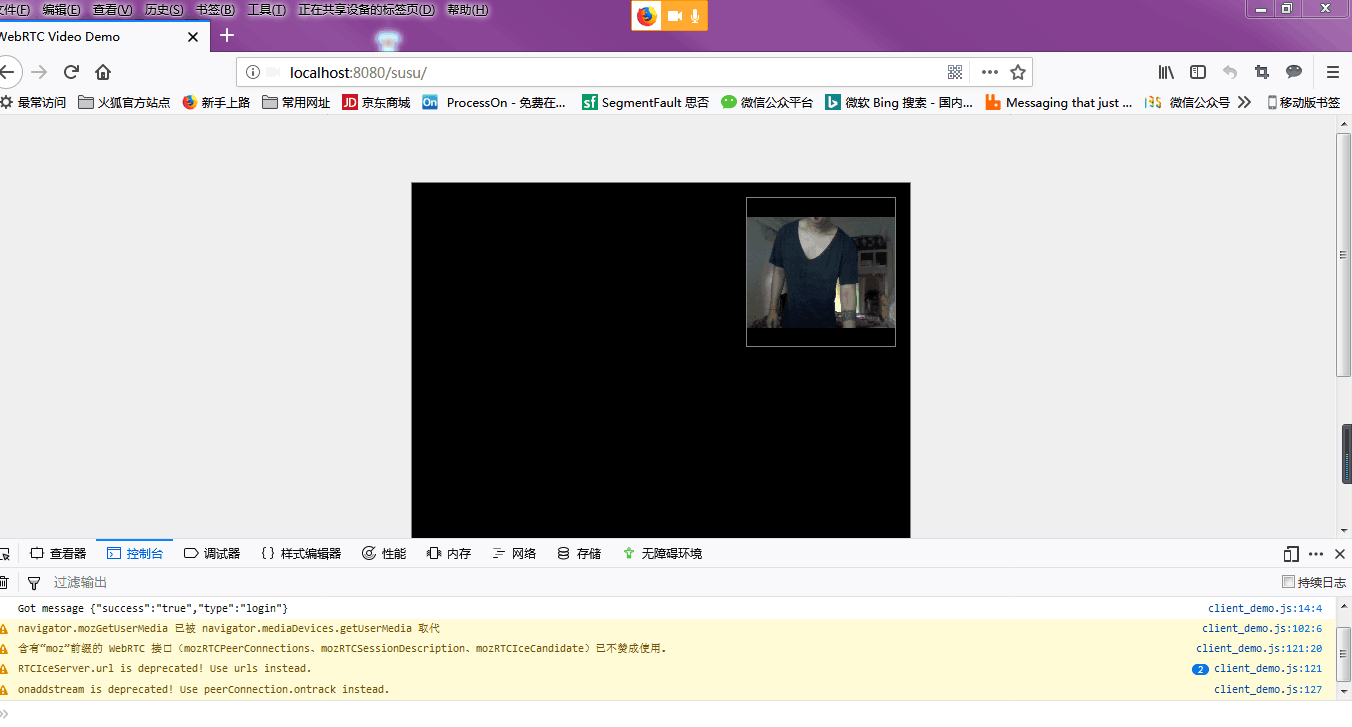 文件(F) 编辑(E) 查看(V) 历史(S) 书签(B) 工具(T) 正在共享设备的标签页(D) 帮助(H)
WebRTC Video Demo
localhost:8080/susu/
最常访问 火狐官方站点 新手上路 常用网址 JD 京东商城 On ProcessOn - 免费在... sf SegmentFault 思否 微信公众平台 微软 Bing 搜索 - 国内... Messaging that just ... 135 微信公众号 移动版书签
查看器 控制台 调试器 {} 样式编辑器 性能 内存 网络 存储 无障碍环境
过滤输出 持续日志
Got message {"success":"true","type":"login"} client_demo.js:14:4
navigator.mozGetUserMedia 已被 navigator.mediaDevices.getUserMedia 取代 client_demo.js:102:6
含有“moz”前缀的 WebRTC 接口（mozRTCPeerConnections、mozRTCSessionDescription、mozRTCIceCandidate）已不赞成使用. client_demo.js:121:20
RTCIceServer.url is deprecated! Use urls instead. 2 client_demo.js:121
onaddstream is deprecated! Use peerConnection.ontrack instead. client_demo.js:127